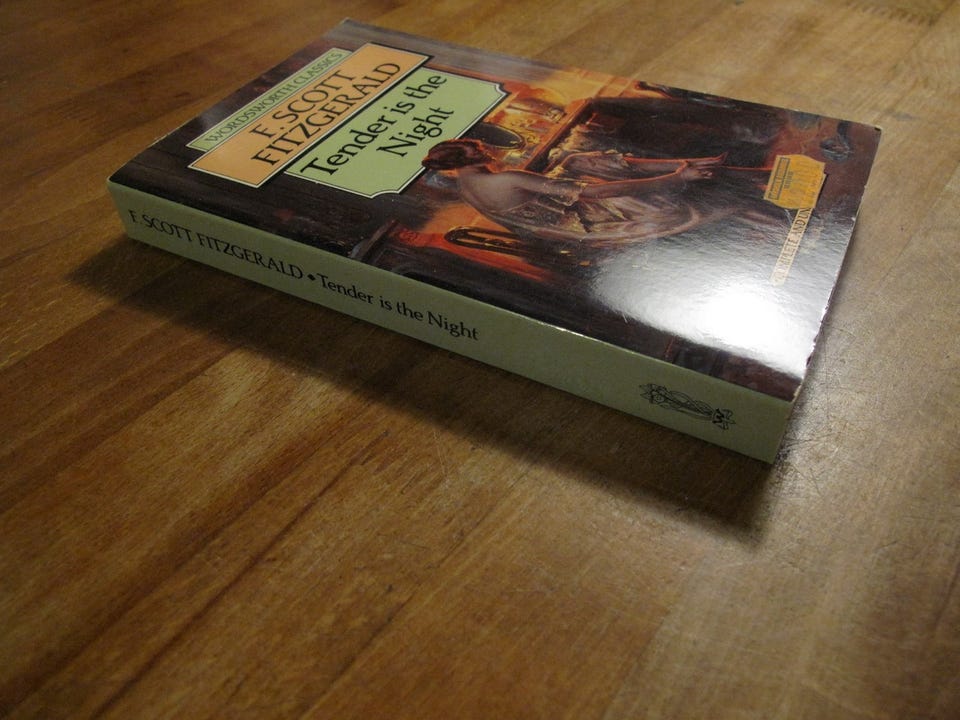 WORDSWORTH CLASSICS
F. SCOTT
FITZGERALD
Tender is the
Night
F. SCOTT FITZGERALD • Tender is the Night
W